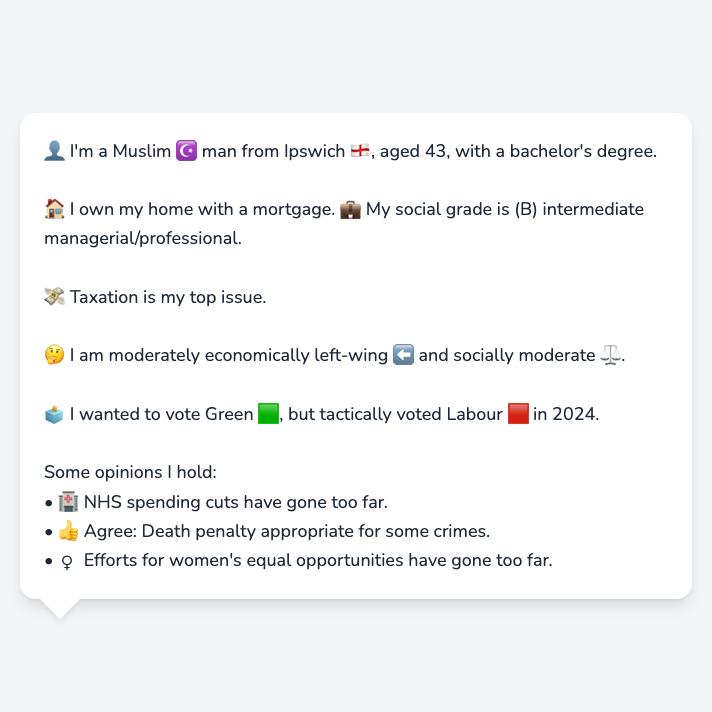 👤 I'm a Muslim ☪️ man from Ipswich 🏴󠁧󠁢󠁥󠁮󠁧󠁿, aged 43, with a bachelor's degree.
🏠 I own my home with a mortgage. 💼 My social grade is (B) intermediate
managerial/professional.
💸 Taxation is my top issue.
🤔 I am moderately economically left-wing ⬅️ and socially moderate ⚖️.
🗳️ I wanted to vote Green 🟩, but tactically voted Labour 🟥 in 2024.
Some opinions I hold:
• 🏥 NHS spending cuts have gone too far.
• 👍 Agree: Death penalty appropriate for some crimes.
• ♀ Efforts for women's equal opportunities have gone too far.